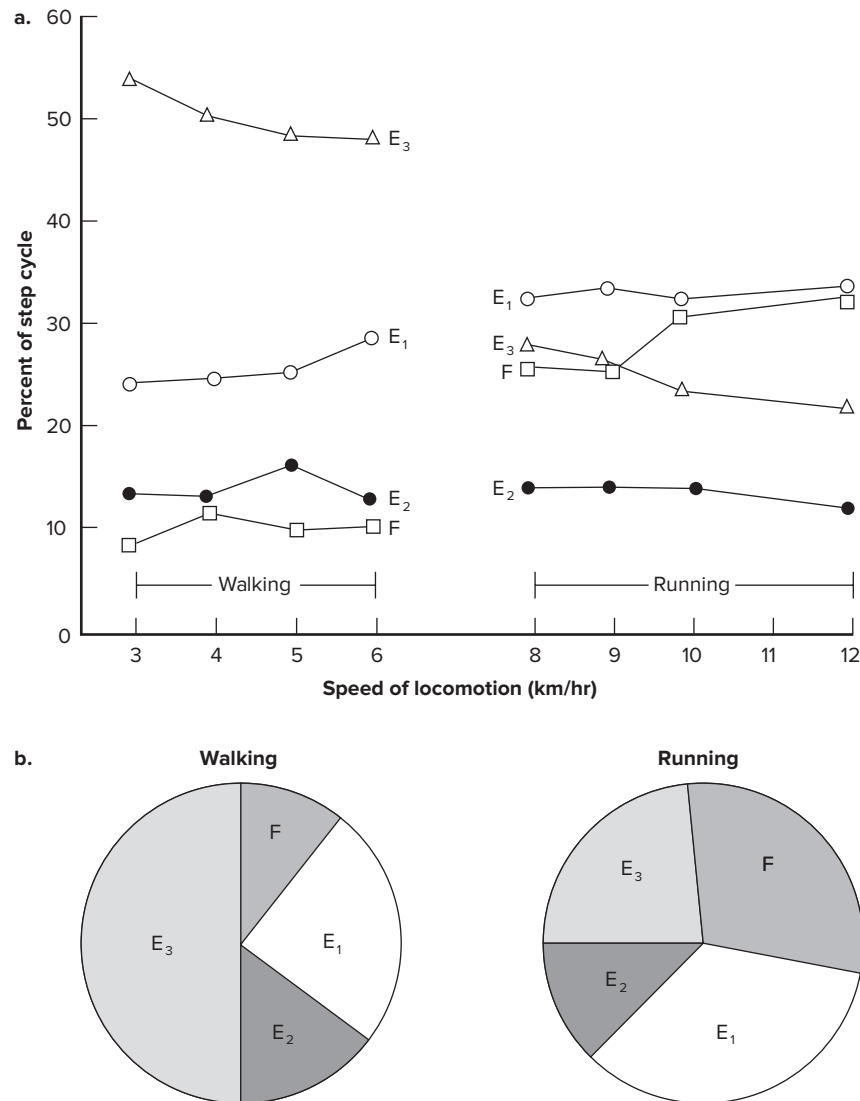 a.
60
50
40
30
20
10
0
Percent of step cycle
E₃
E₁
E₂
F
E₁
E₃
F
E₂
Walking
Running
3 4 5 6 8 9 10 11 12
Speed of locomotion (km/hr)
b.
Walking
Running
F
E₁
E₂
E₃
F
E₁
E₂
E₃